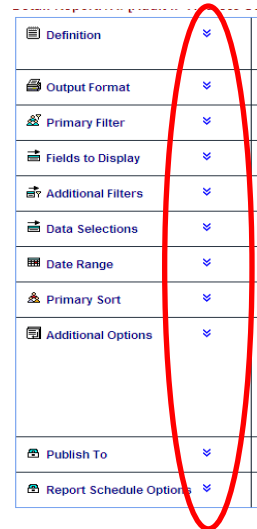 Definition
Output Format
Primary Filter
Fields to Display
Additional Filters
Data Selections
Date Range
Primary Sort
Additional Options
Publish To
Report Schedule Options